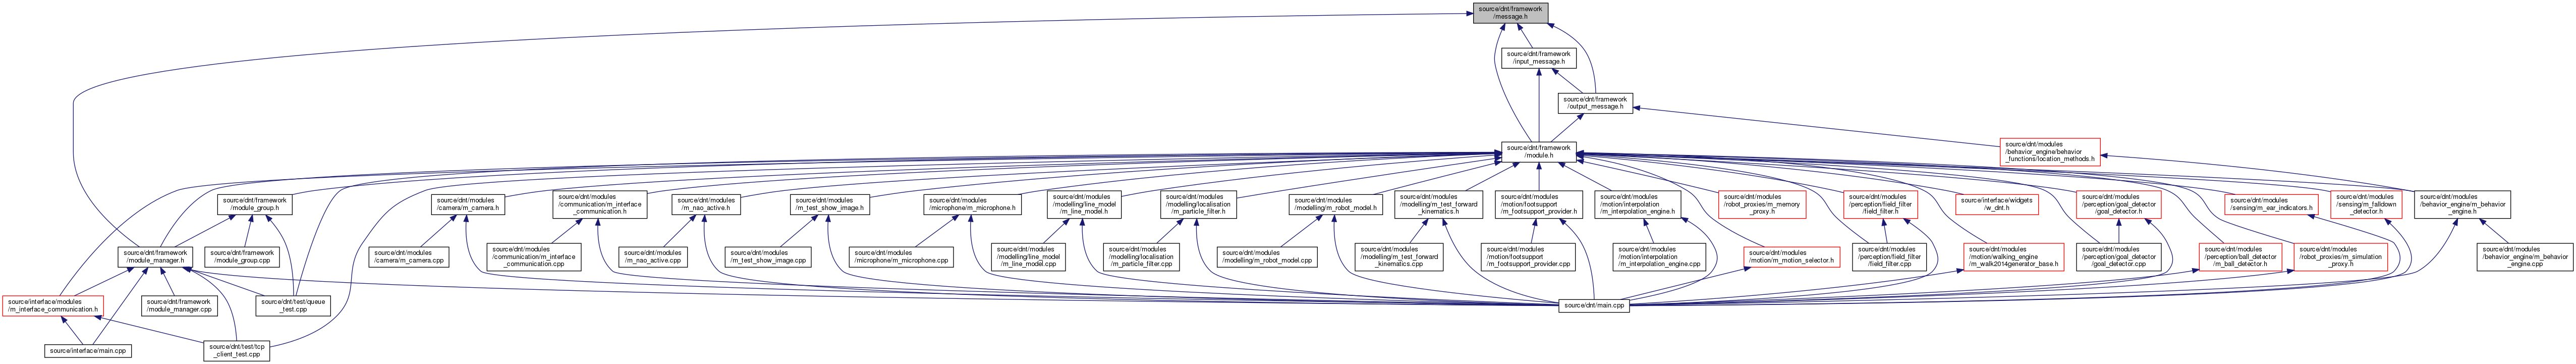 source/dnt/framework
/message.h
source/dnt/framework
/input_message.h
source/dnt/framework
/output_message.h
source/dnt/framework
/module.h
source/dnt/modules
/behavior_engine/behavior
_functions/location_methods.h
source/dnt/framework
/module_group.h
source/dnt/modules
/camera/m_camera.h
source/dnt/modules
/communication/m_interface
_communication.h
source/dnt/modules
/m_nao_active.h
source/dnt/modules
/m_test_show_image.h
source/dnt/modules
/microphone/m_microphone.h
source/dnt/modules
/modelling/line_model
/m_line_model.h
source/dnt/modules
/modelling/localisation
/m_particle_filter.h
source/dnt/modules
/modelling/m_robot_model.h
source/dnt/modules
/modelling/m_test_forward
_kinematics.h
source/dnt/modules
/motion/footsupport
/m_footsupport_provider.h
source/dnt/modules
/motion/interpolation
/m_interpolation_engine.h
source/dnt/modules
/robot_proxies/m_memory
_proxy.h
source/dnt/modules
/perception/field_filter
/field_filter.h
source/interface/widgets
/w_dnt.h
source/dnt/modules
/perception/goal_detector
/goal_detector.h
source/dnt/modules
/sensing/m_ear_indicators.h
source/dnt/modules
/sensing/m_falldown
_detector.h
source/dnt/modules
/behavior_engine/m_behavior
_engine.h
source/dnt/framework
/module_manager.h
source/dnt/framework
/module_group.cpp
source/dnt/modules
/camera/m_camera.cpp
source/dnt/modules
/communication/m_interface
_communication.cpp
source/dnt/modules
/m_nao_active.cpp
source/dnt/modules
/m_test_show_image.cpp
source/dnt/modules
/microphone/m_microphone.cpp
source/dnt/modules
/modelling/line_model
/m_line_model.cpp
source/dnt/modules
/modelling/localisation
/m_particle_filter.cpp
source/dnt/modules
/modelling/m_robot_model.cpp
source/dnt/modules
/modelling/m_test_forward
_kinematics.cpp
source/dnt/modules
/motion/footsupport
/m_footsupport_provider.cpp
source/dnt/modules
/motion/interpolation
/m_interpolation_engine.cpp
source/dnt/modules
/motion/m_motion_selector.h
source/dnt/modules
/perception/field_filter
/field_filter.cpp
source/dnt/modules
/motion/walking_engine
/m_walk2014generator_base.h
source/dnt/modules
/perception/goal_detector
/goal_detector.cpp
source/dnt/modules
/perception/ball_detector
/m_ball_detector.h
source/dnt/modules
/robot_proxies/m_simulation
_proxy.h
source/dnt/modules
/behavior_engine/m_behavior
_engine.cpp
source/interface/modules
/m_interface_communication.h
source/dnt/framework
/module_manager.cpp
source/dnt/test/queue
_test.cpp
source/dnt/main.cpp
source/interface/main.cpp
source/dnt/test/tcp
_client_test.cpp